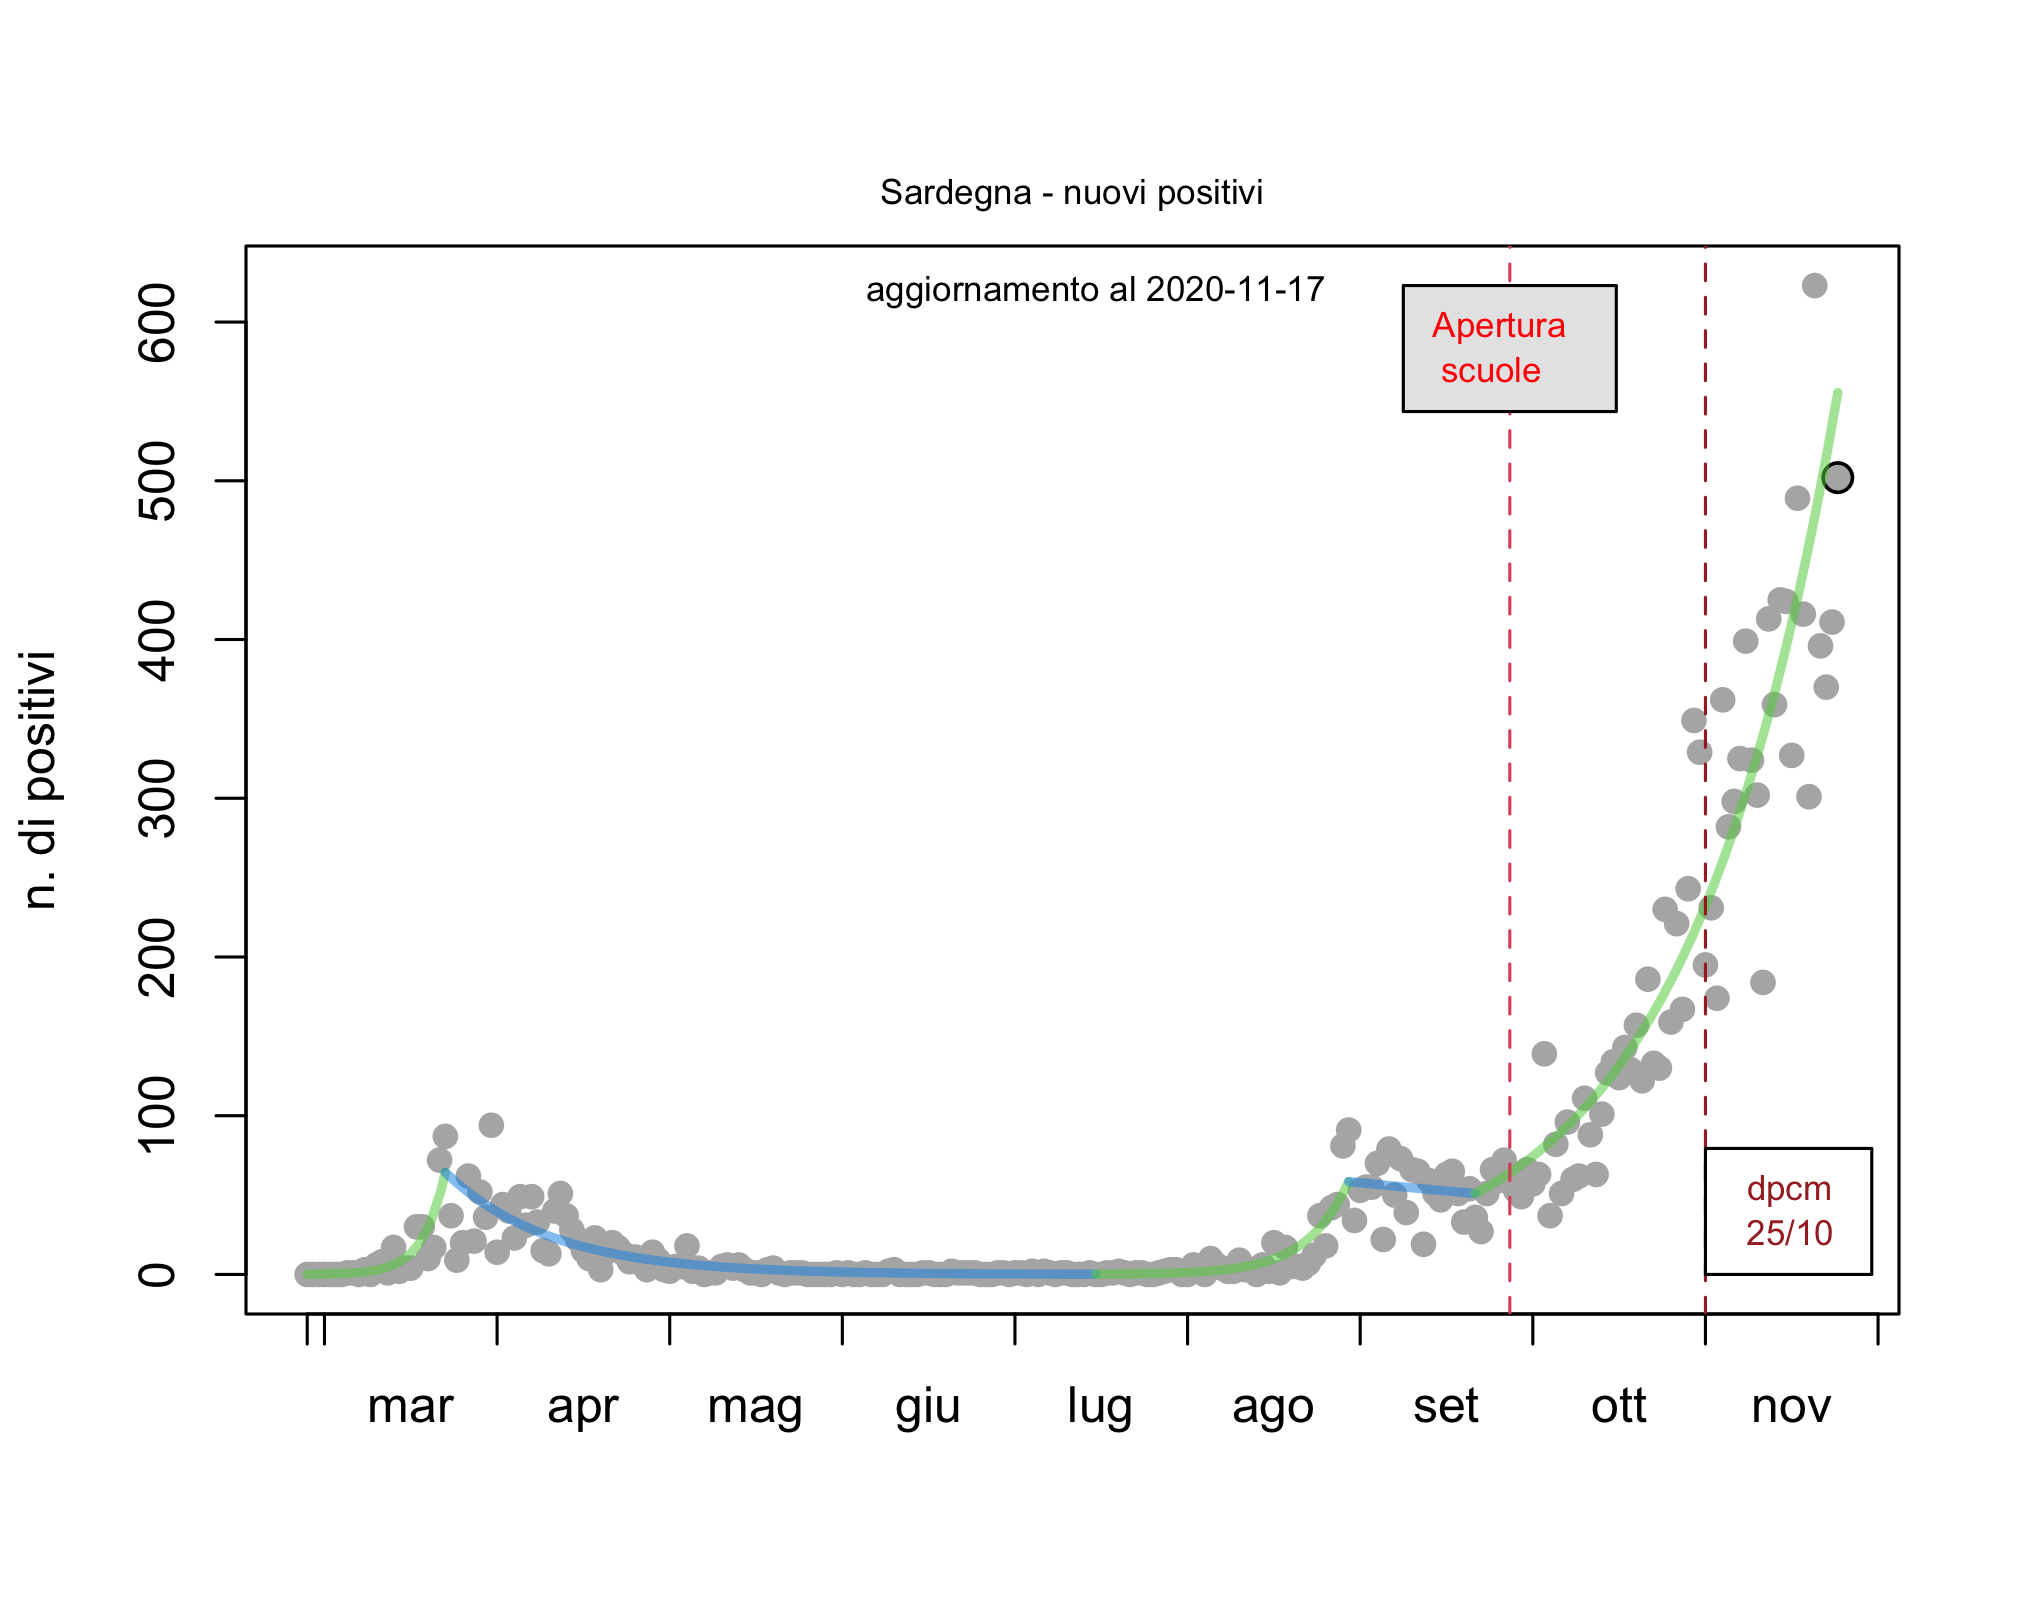 Sardegna - nuovi positivi
aggiornamento al 2020-11-17
Apertura
scuole
n. di positivi
600
500
400
300
200
100
0
dpcm
25/10
mar apr mag giu lug ago set ott nov